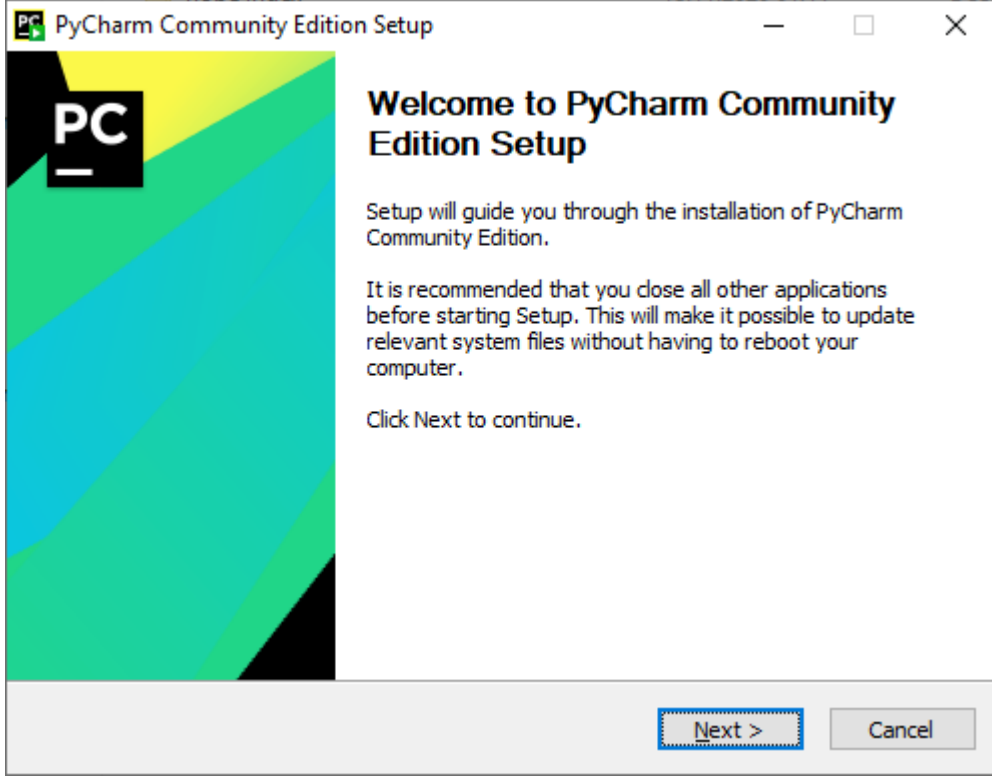 PyCharm Community Edition Setup
PC
Welcome to PyCharm Community
Edition Setup
Setup will guide you through the installation of PyCharm
Community Edition.
It is recommended that you close all other applications
before starting Setup. This will make it possible to update
relevant system files without having to reboot your
computer.
Click Next to continue.
Next >
Cancel